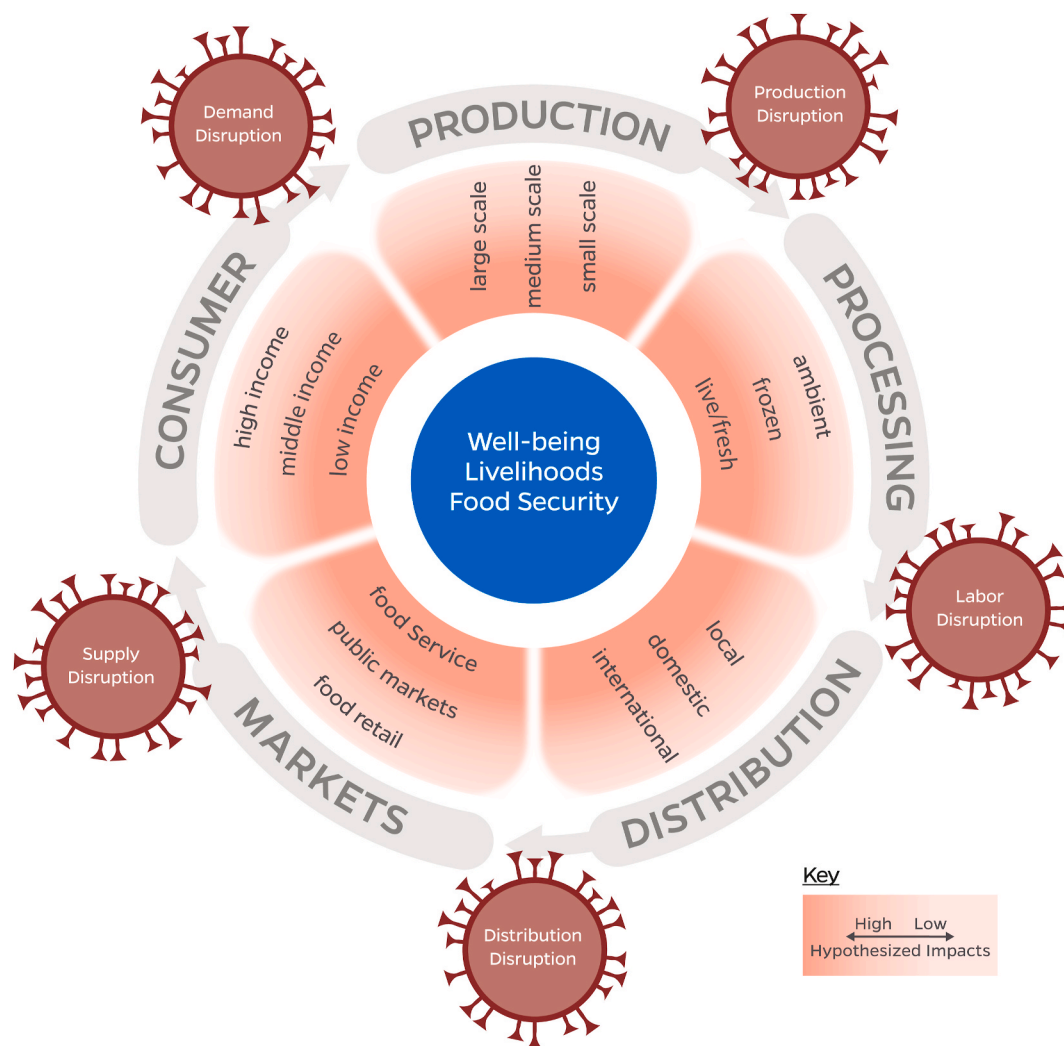 Demand
Disruption
Production
Disruption
PRODUCTION
large scale
medium scale
small scale
PROCESSING
live/fresh
frozen
ambient
Labor
Disruption
DISTRIBUTION
local
domestic
international
Distribution
Disruption
MARKETS
food Service
public markets
food retail
Supply
Disruption
CONSUMER
high income
middle income
low income
Well-being
Livelihoods
Food Security
Key
High Low
Hypothesized Impacts